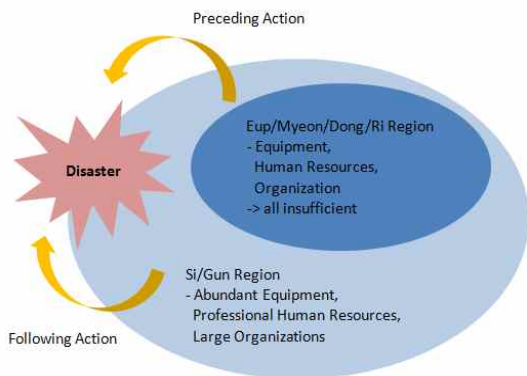 Preceding Action
Eup/Myeon/Dong/Ri Region
- Equipment,
Human Resources,
Organization
-> all insufficient
Disaster
Si/Gun Region
- Abundant Equipment,
Professional Human Resources,
Large Organizations
Following Action